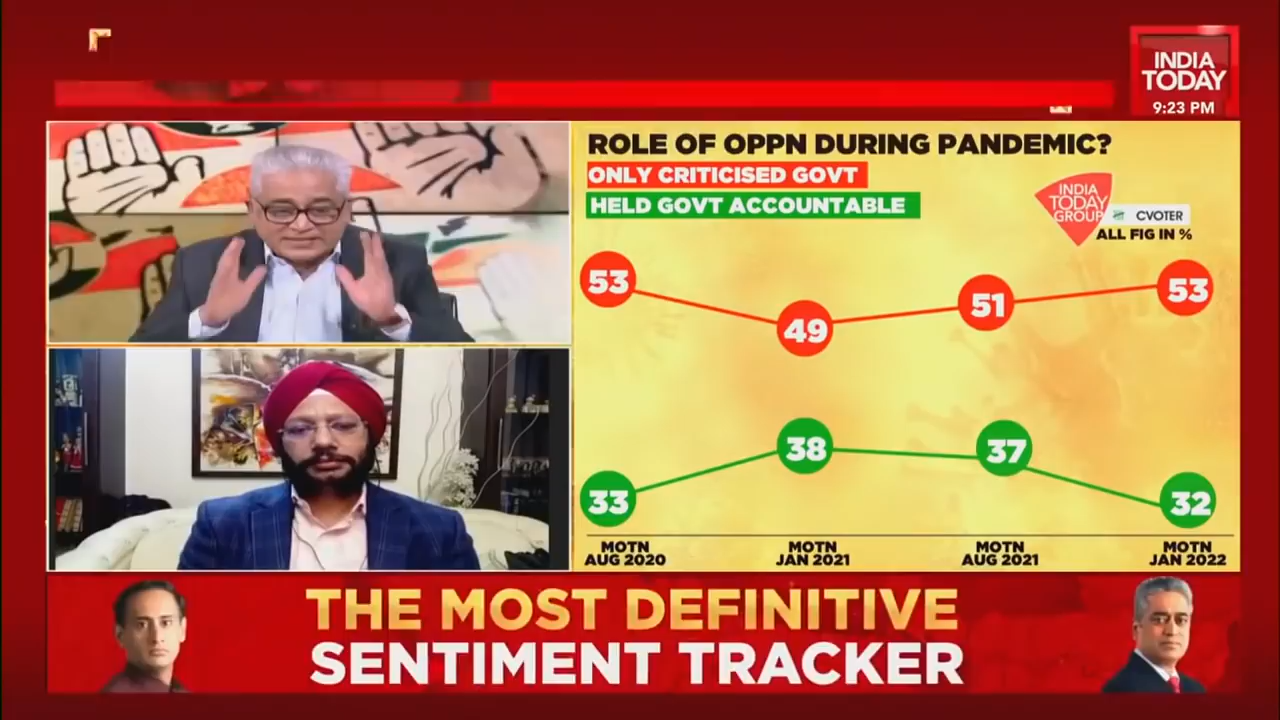 INDIA
TODAY
9:23 PM
ROLE OF OPPN DURING PANDEMIC?
ONLY CRITICISED GOVT
HELD GOVT ACCOUNTABLE
INDIA
TODAY
GROUP
CVOTER
ALL FIG IN %
53
49
51
53
33
38
37
32
MOTN
AUG 2020
MOTN
JAN 2021
MOTN
AUG 2021
MOTN
JAN 2022
THE MOST DEFINITIVE
SENTIMENT TRACKER